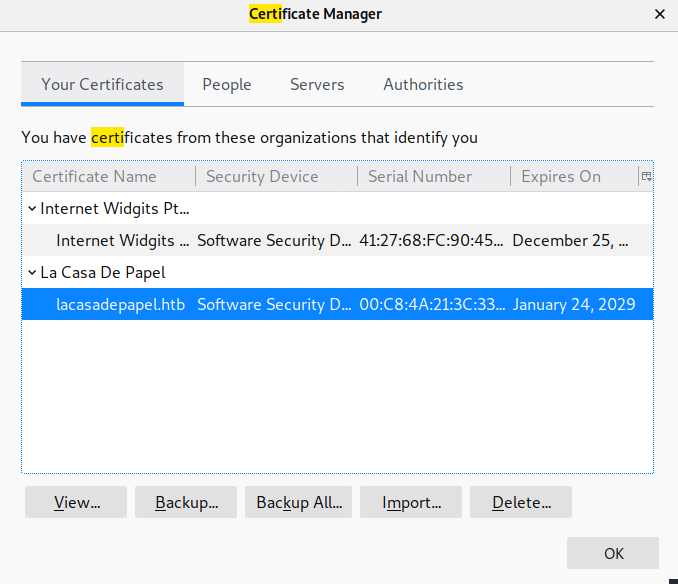 Certificate Manager
Your Certificates People Servers Authorities
You have certificates from these organizations that identify you
Certificate Name Security Device Serial Number Expires On
Internet Widgits Pt...
Internet Widgits ... Software Security D... 41:27:68:FC:90:45... December 25, ...
La Casa De Papel
lacasadepapel.htb Software Security D... 00:C8:4A:21:3C:33... January 24, 2029
View... Backup... Backup All... Import... Delete...
OK